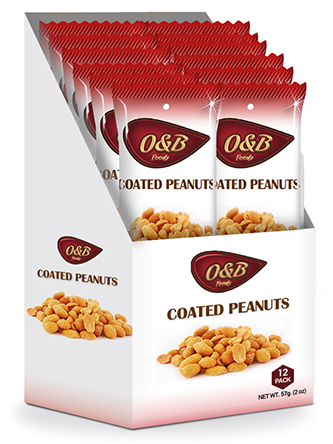 O&B
Foods
COATED PEANUTS
O&B
Foods
COATED PEANUTS
O&B
Foods
COATED PEANUTS
O&B
Foods
COATED PEANUTS
12
PACK
NET WT. 57g. (2 oz)